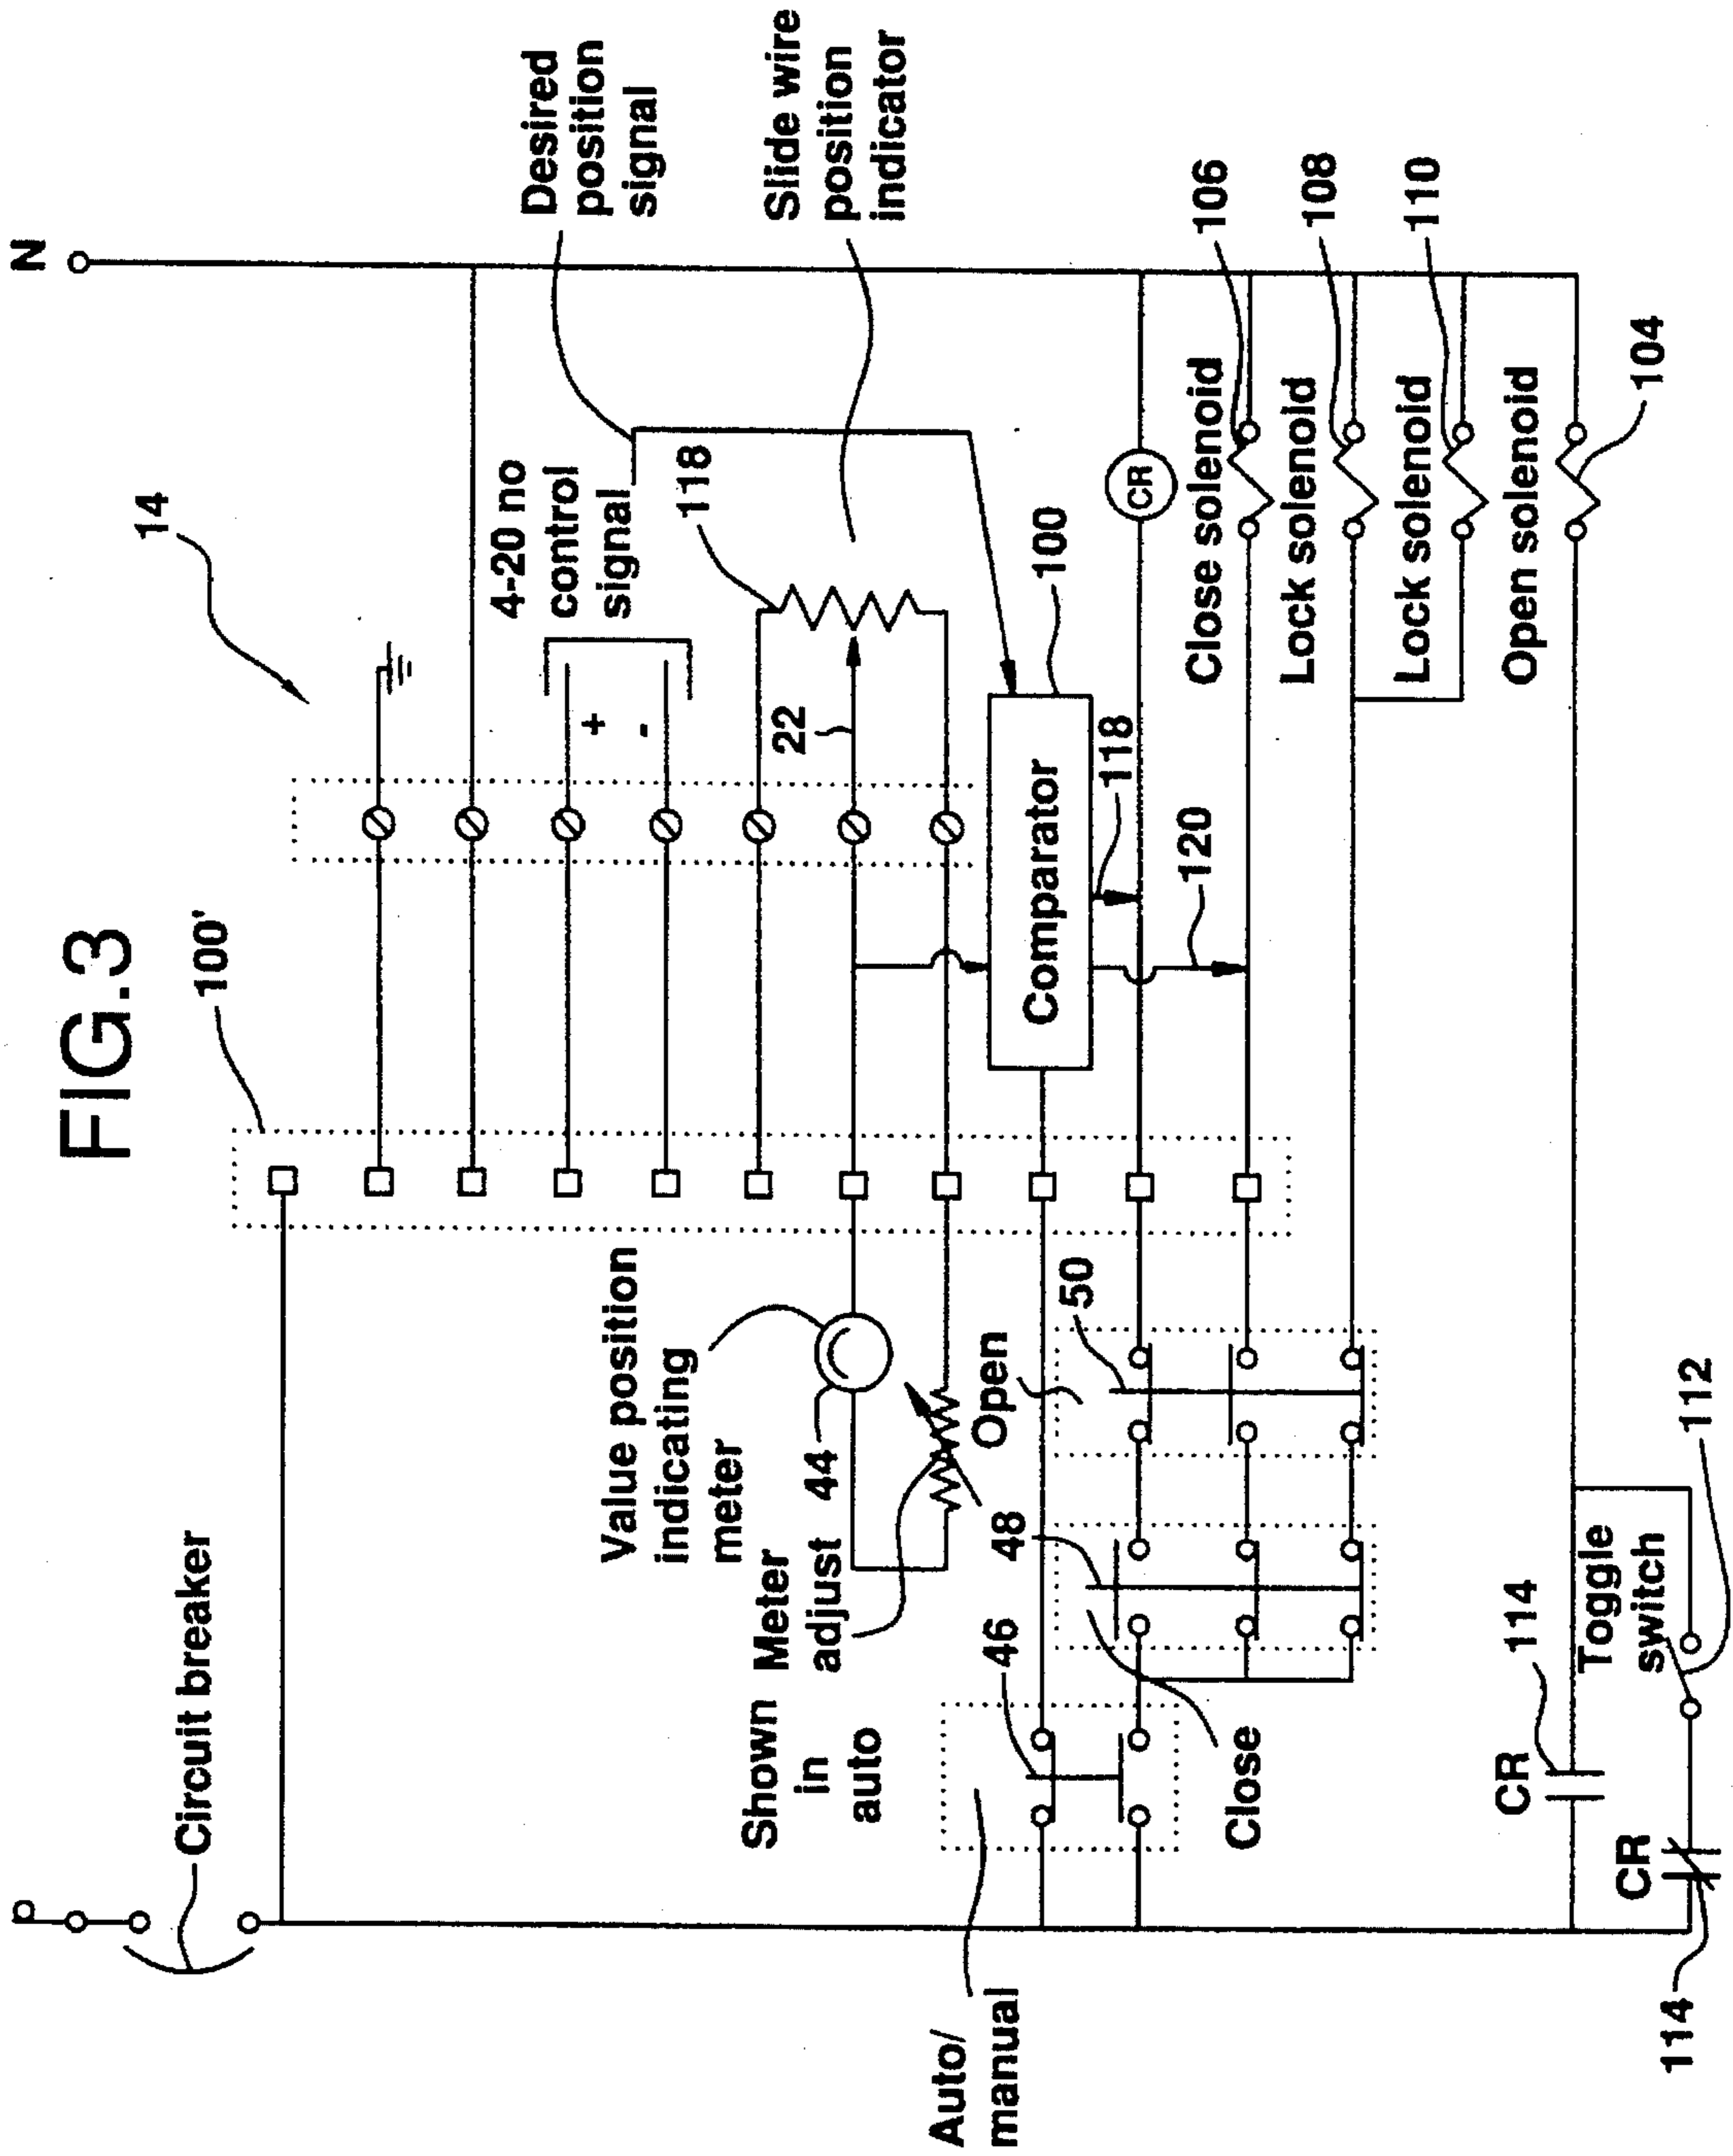 FIG.3
14
N
Circuit breaker
100'
Desired
position
signal
4-20 no
control
signal
+
-
118
Slide wire
position
indicator
22
Value position
indicating
meter
44
Meter
adjust
Shown
in
auto
Auto/
manual
46
48
Open
50
Close
Comparator
100
118
120
CR
Close solenoid
106
Lock solenoid
108
Lock solenoid
110
Open solenoid
104
CR
114
CR
114
Toggle
switch
112